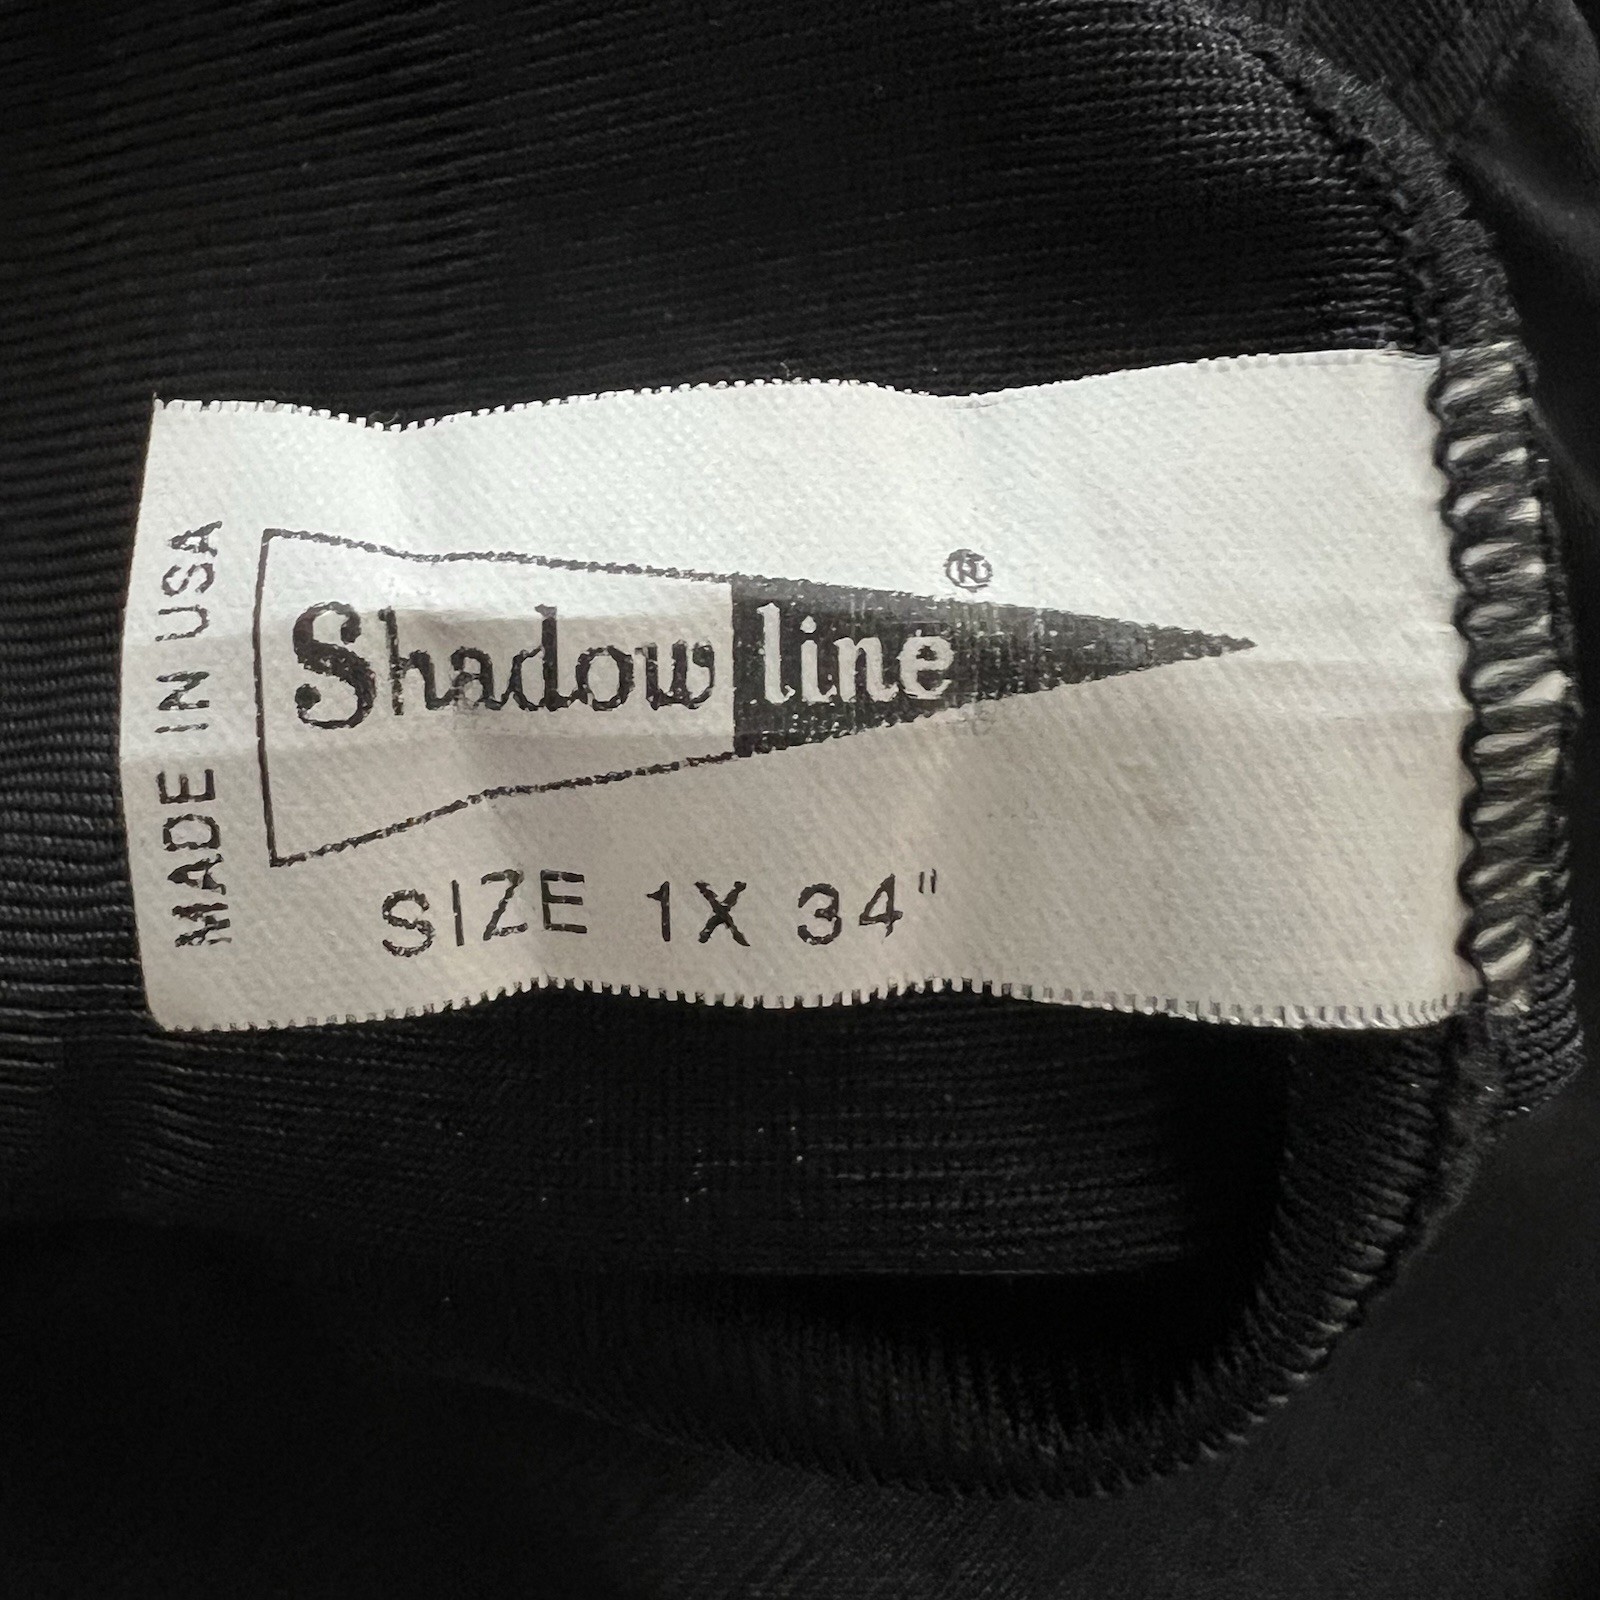 MADE IN USA
Shadowline®
SIZE 1X 34"